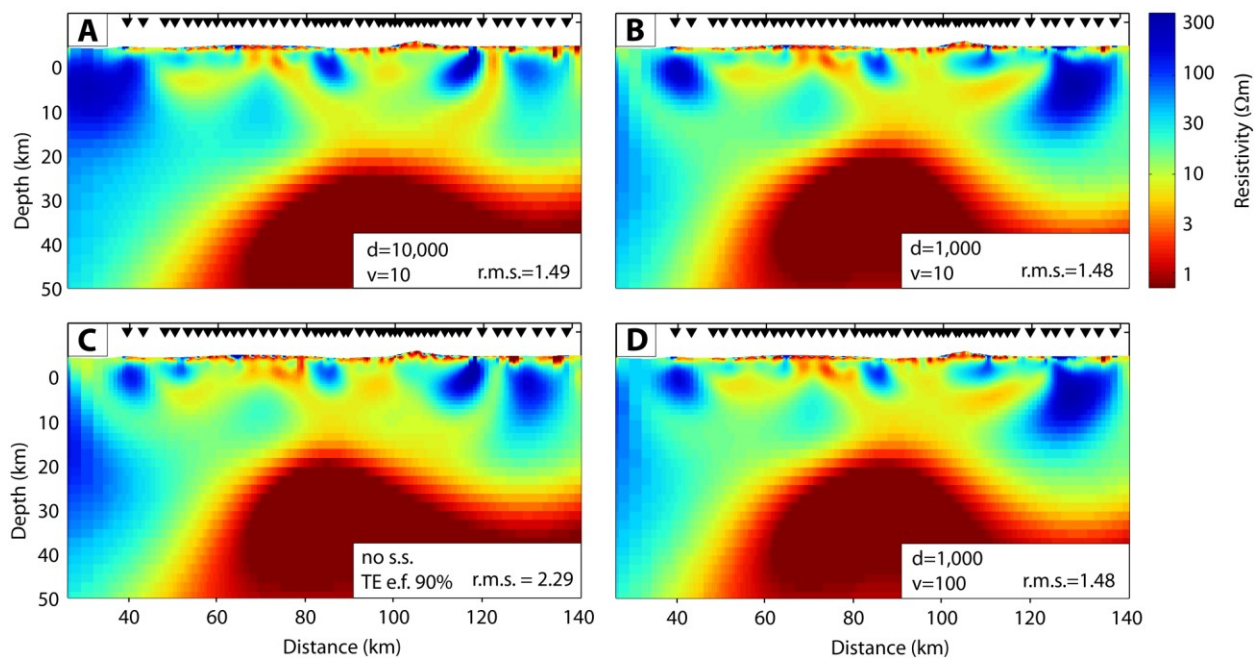 A
B
0
10
20
30
40
50
Depth (km)
d=10,000
v=10 r.m.s.=1.49
d=1,000
v=10 r.m.s.=1.48
300
100
30
10
3
1
Resistivity (Ωm)
C
D
0
10
20
30
40
50
Depth (km)
no s.s.
TE e.f. 90% r.m.s. = 2.29
d=1,000
v=100 r.m.s.=1.48
40 60 80 100 120 140
Distance (km)
40 60 80 100 120 140
Distance (km)